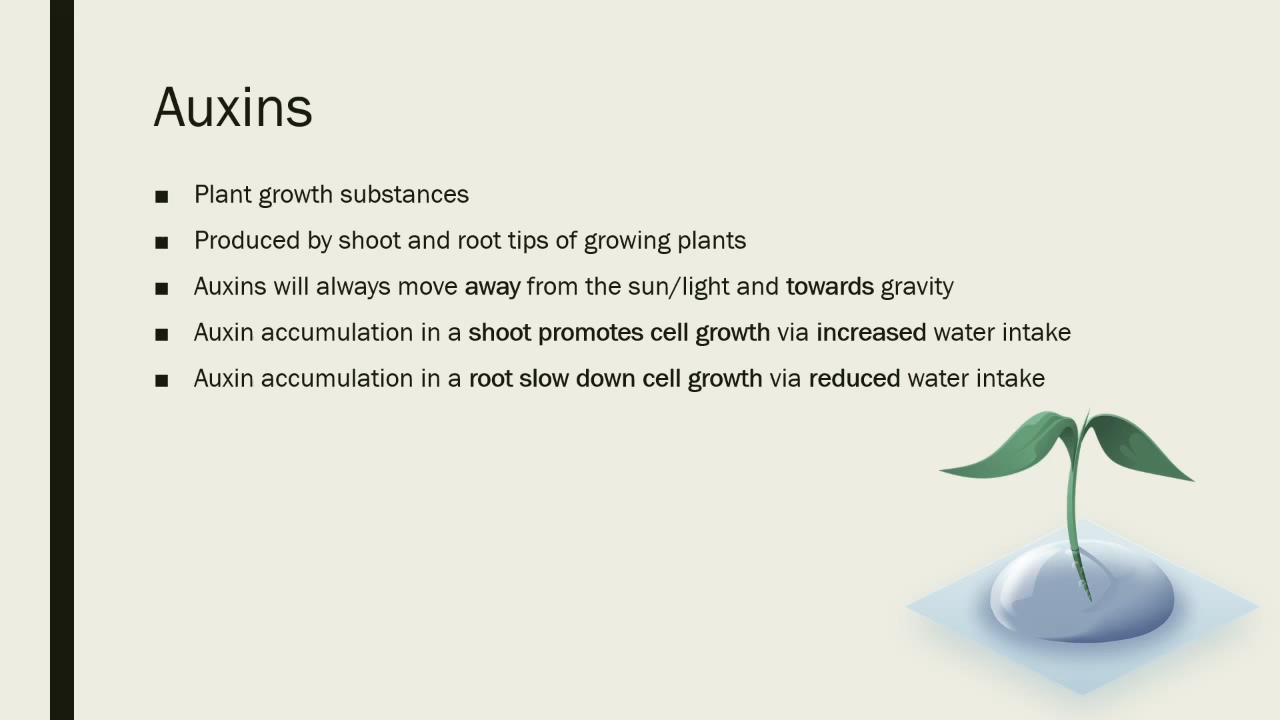 Auxins
■ Plant growth substances
■ Produced by shoot and root tips of growing plants
■ Auxins will always move away from the sun/light and towards gravity
■ Auxin accumulation in a shoot promotes cell growth via increased water intake
■ Auxin accumulation in a root slow down cell growth via reduced water intake